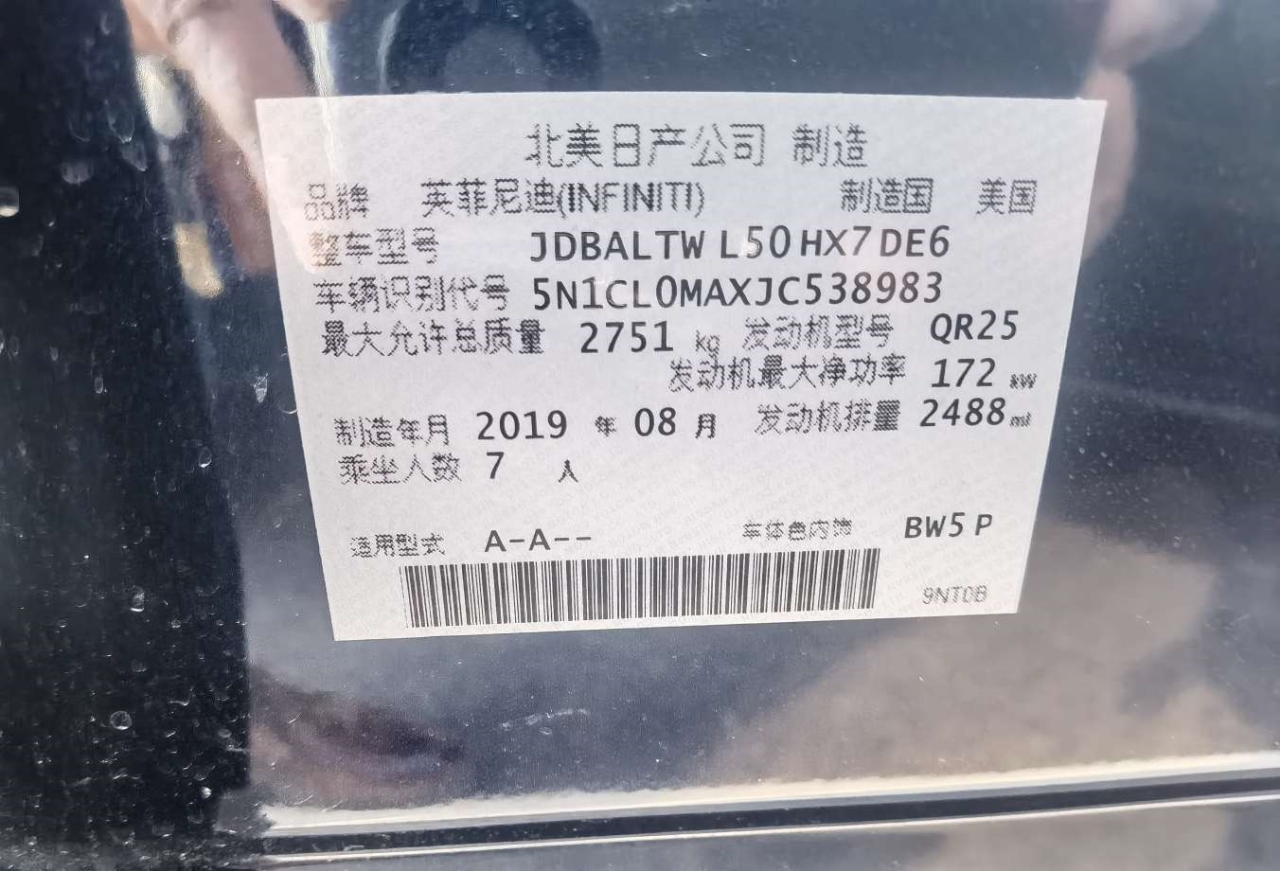 北美日产公司 制造
品牌 英菲尼迪(INFINITI) 制造国 美国
整车型号 JDBALTW L50HX7DE6
车辆识别代号 5N1CL0MAXJC538983
最大允许总质量 2751 kg 发动机型号 QR25
发动机最大净功率 172 kW
制造年月 2019 年 08 月 发动机排量 2488 ml
乘坐人数 7 人
适用型式 A-A-- 车体色内饰 BW5 P
9NT0B